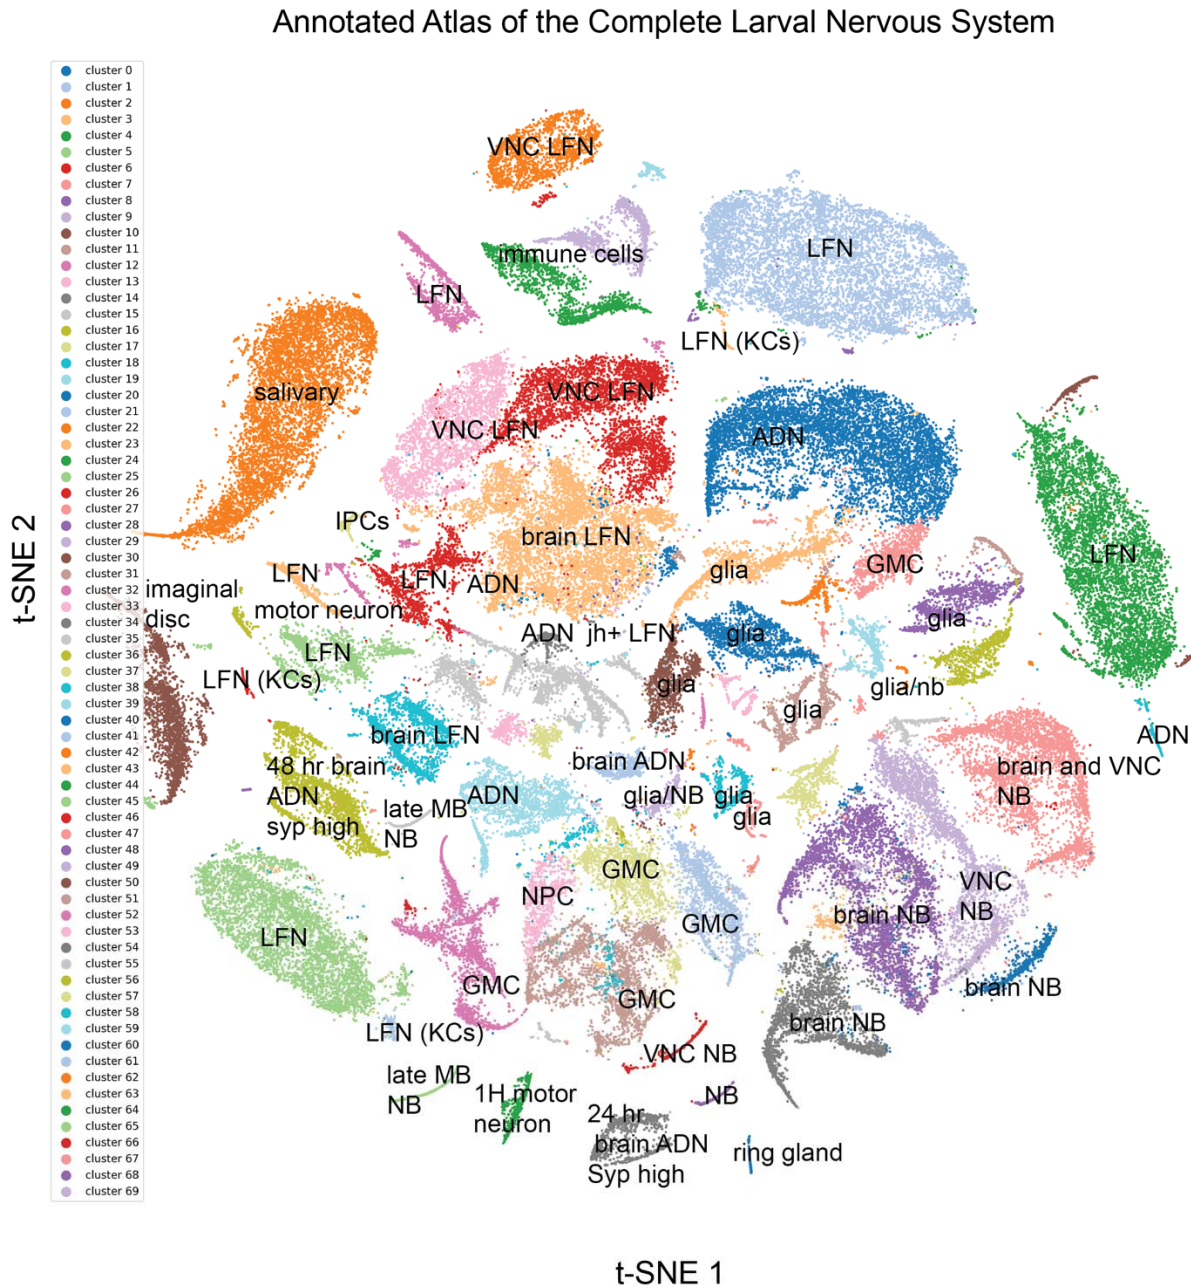 Annotated Atlas of the Complete Larval Nervous System
cluster 0
cluster 1
cluster 2
cluster 3
cluster 4
cluster 5
cluster 6
cluster 7
cluster 8
cluster 9
cluster 10
cluster 11
cluster 12
cluster 13
cluster 14
cluster 15
cluster 16
cluster 17
cluster 18
cluster 19
cluster 20
cluster 21
cluster 22
cluster 23
cluster 24
cluster 25
cluster 26
cluster 27
cluster 28
cluster 29
cluster 30
cluster 31
cluster 32
cluster 33
cluster 34
cluster 35
cluster 36
cluster 37
cluster 38
cluster 39
cluster 40
cluster 41
cluster 42
cluster 43
cluster 44
cluster 45
cluster 46
cluster 47
cluster 48
cluster 49
cluster 50
cluster 51
cluster 52
cluster 53
cluster 54
cluster 55
cluster 56
cluster 57
cluster 58
cluster 59
cluster 60
cluster 61
cluster 62
cluster 63
cluster 64
cluster 65
cluster 66
cluster 67
cluster 68
cluster 69
t-SNE 2
VNC LFN
immune cells
LFN
LFN
LFN (KCs)
salivary
VNC LFN
VNC LFN
ADN
IPCs
brain LFN
LFN
LFN
ADN
glia
GMC
LFN
imaginal
disc
motor neuron
ADN
jh+ LFN
glia
glia
LFN
LFN (KCs)
glia
glia
glia/nb
brain LFN
ADN
48 hr brain
ADN
syp high
brain ADN
brain and VNC
NB
late MB
NB
ADN
glia/NB
glia
glia
GMC
NPC
GMC
VNC
NB
brain NB
LFN
GMC
GMC
brain NB
brain NB
LFN (KCs)
VNC NB
late MB
NB
1H motor
neuron
NB
24 hr
brain ADN
Syp high
ring gland
t-SNE 1